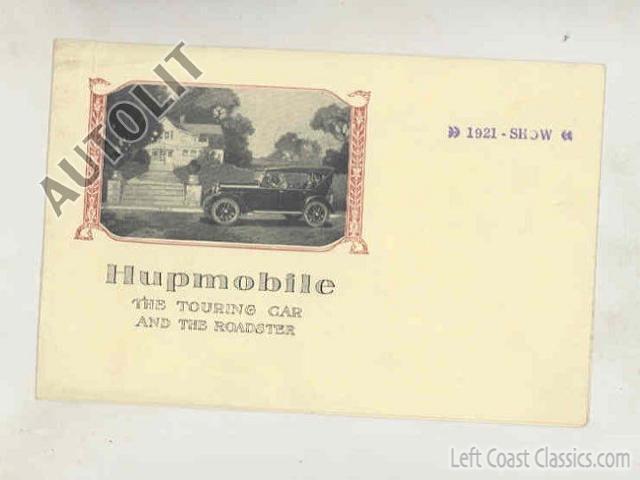 AUTOLIT
» 1921 - SHOW «
Hupmobile
THE TOURING CAR
AND THE ROADSTER
Left Coast Classics.com